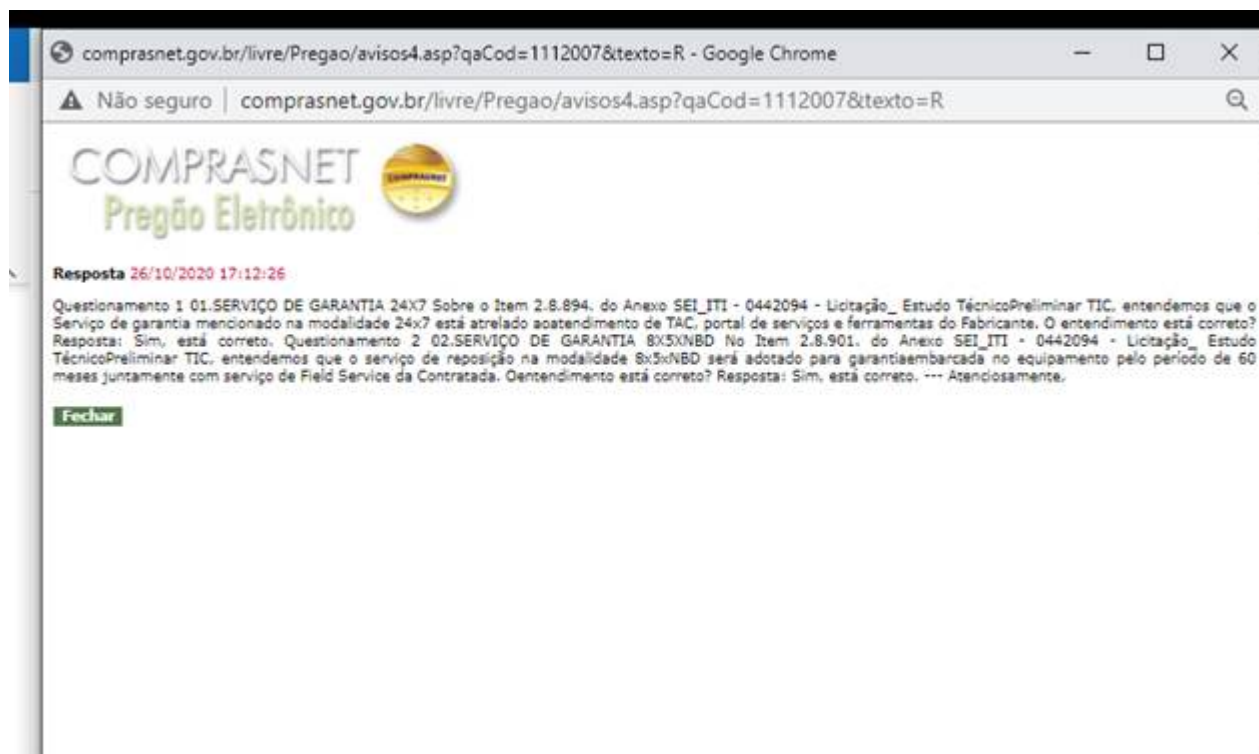 comprasnet.gov.br/livre/Pregao/avisos4.asp?qaCod=1112007&texto=R - Google Chrome
Não seguro | comprasnet.gov.br/livre/Pregao/avisos4.asp?qaCod=1112007&texto=R
COMPRASNET
COMPRASNET
Pregão Eletrônico
Resposta 26/10/2020 17:12:26
Questionamento 1 01.SERVIÇO DE GARANTIA 24X7 Sobre o Item 2.8.894. do Anexo SEI_ITI - 0442094 - Licitação_ Estudo TécnicoPreliminar TIC, entendemos que o
Serviço de garantia mencionado na modalidade 24x7 está atrelado aoatendimento de TAC, portal de serviços e ferramentas do Fabricante. O entendimento está correto?
Resposta: Sim, está correto. Questionamento 2 02.SERVIÇO DE GARANTIA 8X5XNBD No Item 2.8.901. do Anexo SEI_ITI - 0442094 - Licitação_ Estudo
TécnicoPreliminar TIC, entendemos que o serviço de reposição na modalidade 8x5xNBD será adotado para garantiaembarcada no equipamento pelo período de 60
meses juntamente com serviço de Field Service da Contratada. Oentendimento está correto? Resposta: Sim, está correto. --- Atenciosamente,
Fechar